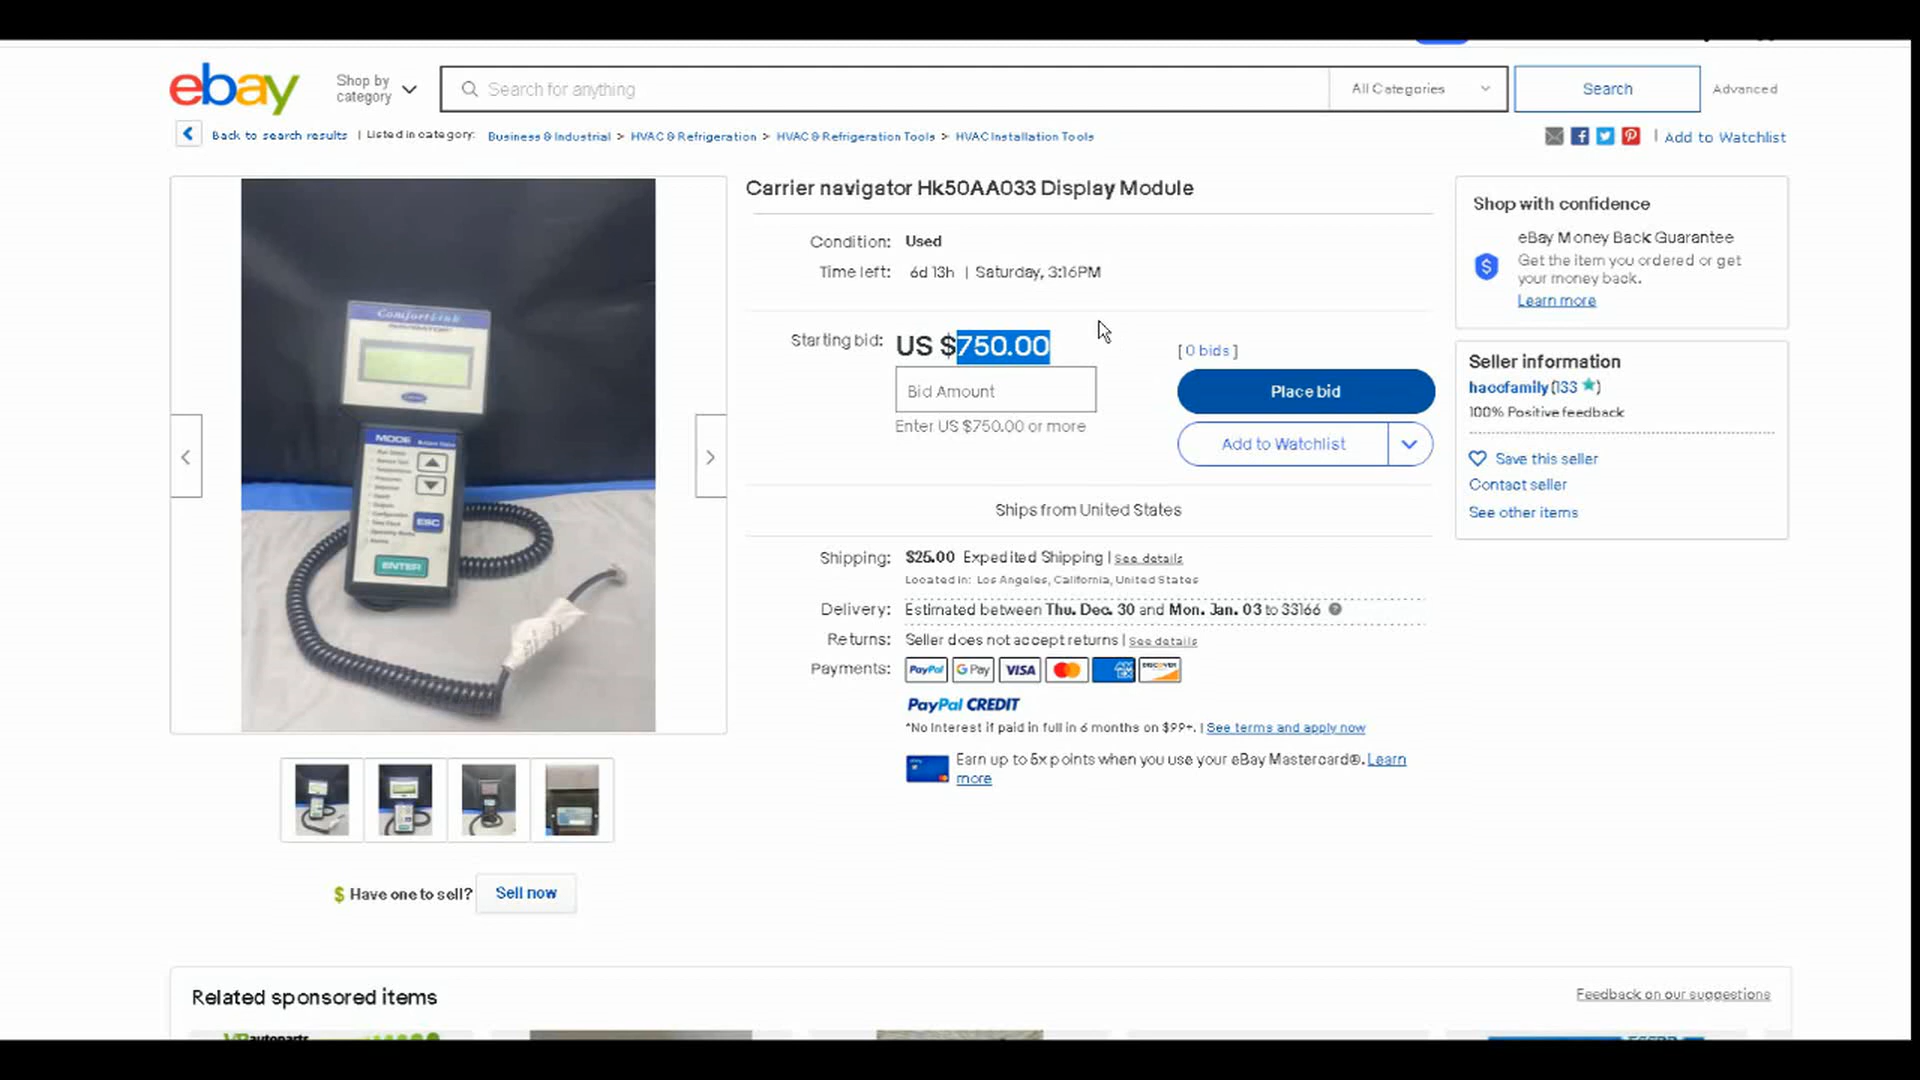 ebay
Shop by category
Search for anything
All Categories
Search
Advanced
Back to search results | Listed in category: Business & Industrial > HVAC & Refrigeration > HVAC & Refrigeration Tools > HVAC Installation Tools
| Add to Watchlist
Carrier navigator Hk50AA033 Display Module
Condition: Used
Time left: 6d 13h | Saturday, 3:16PM
Starting bid: US $750.00
[ 0 bids ]
Bid Amount
Place bid
Enter US $750.00 or more
Add to Watchlist
Ships from United States
Shipping: $25.00 Expedited Shipping | See details
Located in: Los Angeles, California, United States
Delivery: Estimated between Thu. Dec. 30 and Mon. Jan. 03 to 33166
Returns: Seller does not accept returns | See details
Payments: PayPal G Pay VISA AM EX DISCOVER
PayPal CREDIT
*No Interest if paid in full in 6 months on $99+. | See terms and apply now
Earn up to 5x points when you use your eBay Mastercard®. Learn more
Shop with confidence
eBay Money Back Guarantee
Get the item you ordered or get
your money back.
Learn more
Seller information
haccfamily (133)
100% Positive feedback
Save this seller
Contact seller
See other items
ComfortLink
NAVIGATOR
MODE
ESC
ENTER
$ Have one to sell? Sell now
Related sponsored items
Feedback on our suggestions